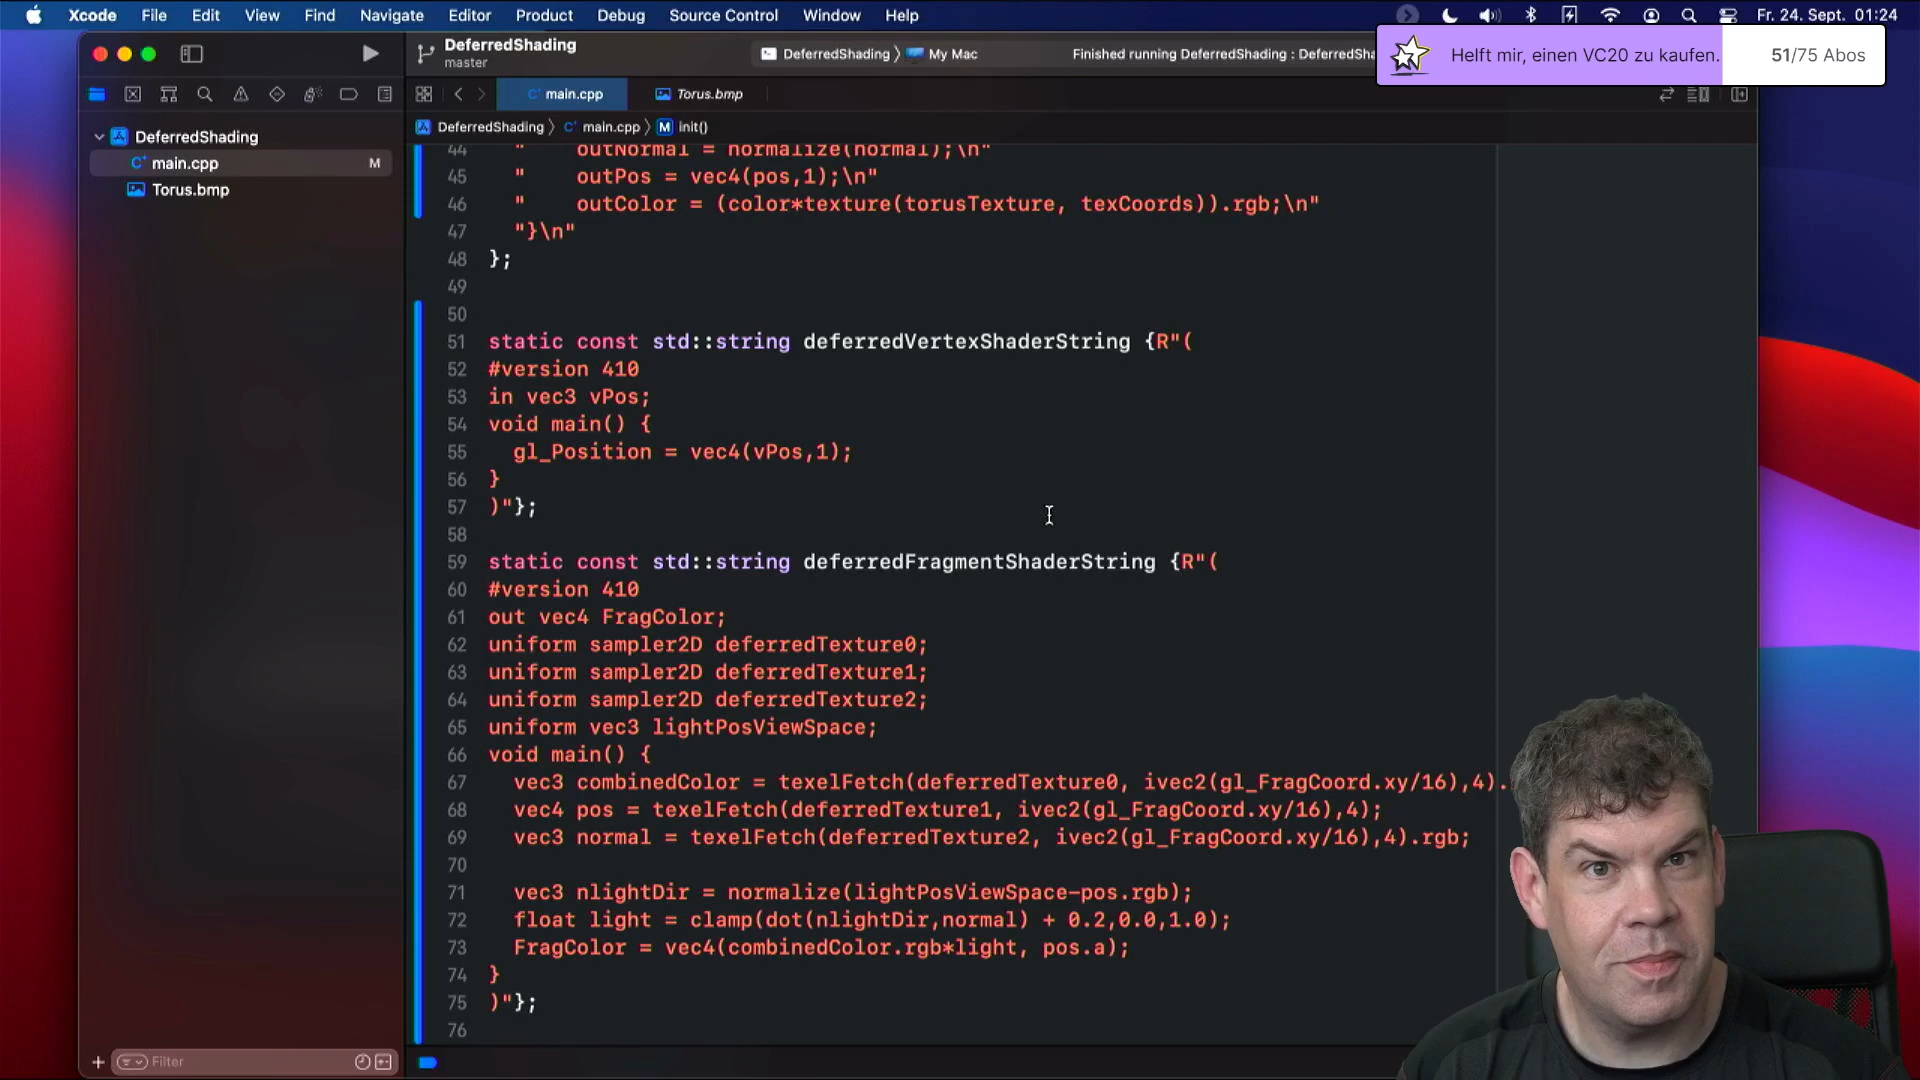 Xcode File Edit View Find Navigate Editor Product Debug Source Control Window Help Fr. 24. Sept. 01:24
DeferredShading
master
DeferredShading My Mac
Finished running DeferredShading : DeferredSha
Helft mir, einen VC20 zu kaufen. 51/75 Abos
main.cpp Torus.bmp
DeferredShading main.cpp M init()
DeferredShading
main.cpp M
Torus.bmp
44 " outNormal = normalize(normal);\n"
45 " outPos = vec4(pos,1);\n"
46 " outColor = (color*texture(torusTexture, texCoords)).rgb;\n"
47 "}\n"
48 };
49
50
51 static const std::string deferredVertexShaderString {R"(
52 #version 410
53 in vec3 vPos;
54 void main() {
55 gl_Position = vec4(vPos,1);
56 }
57 )"};
58
59 static const std::string deferredFragmentShaderString {R"(
60 #version 410
61 out vec4 FragColor;
62 uniform sampler2D deferredTexture0;
63 uniform sampler2D deferredTexture1;
64 uniform sampler2D deferredTexture2;
65 uniform vec3 lightPosViewSpace;
66 void main() {
67 vec3 combinedColor = texelFetch(deferredTexture0, ivec2(gl_FragCoord.xy/16),4).
68 vec4 pos = texelFetch(deferredTexture1, ivec2(gl_FragCoord.xy/16),4);
69 vec3 normal = texelFetch(deferredTexture2, ivec2(gl_FragCoord.xy/16),4).rgb;
70
71 vec3 nlightDir = normalize(lightPosViewSpace-pos.rgb);
72 float light = clamp(dot(nlightDir,normal) + 0.2,0.0,1.0);
73 FragColor = vec4(combinedColor.rgb*light, pos.a);
74 }
75 )"};
76
Filter